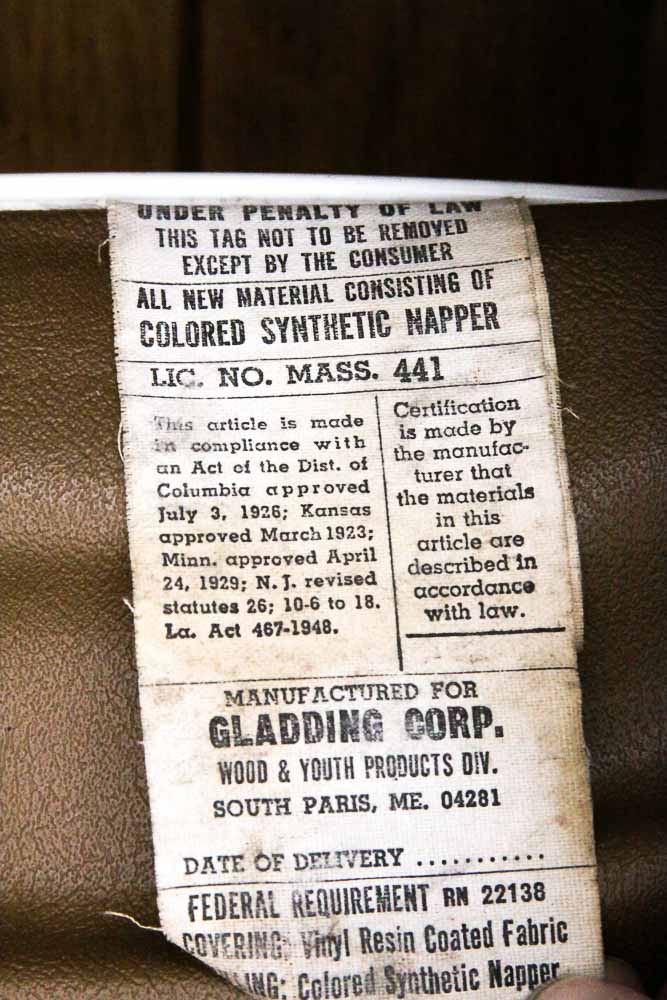 UNDER PENALTY OF LAW
THIS TAG NOT TO BE REMOVED
EXCEPT BY THE CONSUMER
ALL NEW MATERIAL CONSISTING OF
COLORED SYNTHETIC NAPPER
LIC. NO. MASS. 441
This article is made
in compliance with
an Act of the Dist. of
Columbia approved
July 3, 1926; Kansas
approved March 1923;
Minn. approved April
24, 1929; N. J. revised
statutes 26; 10-6 to 18.
La. Act 467-1948.
Certification
is made by
the manufac-
turer that
the materials
in this
article are
described in
accordance
with law.
MANUFACTURED FOR
GLADDING CORP.
WOOD & YOUTH PRODUCTS DIV.
SOUTH PARIS, ME. 04281
DATE OF DELIVERY ...........
FEDERAL REQUIREMENT RN 22138
COVERING: Vinyl Resin Coated Fabric
Colored Synthetic Napper